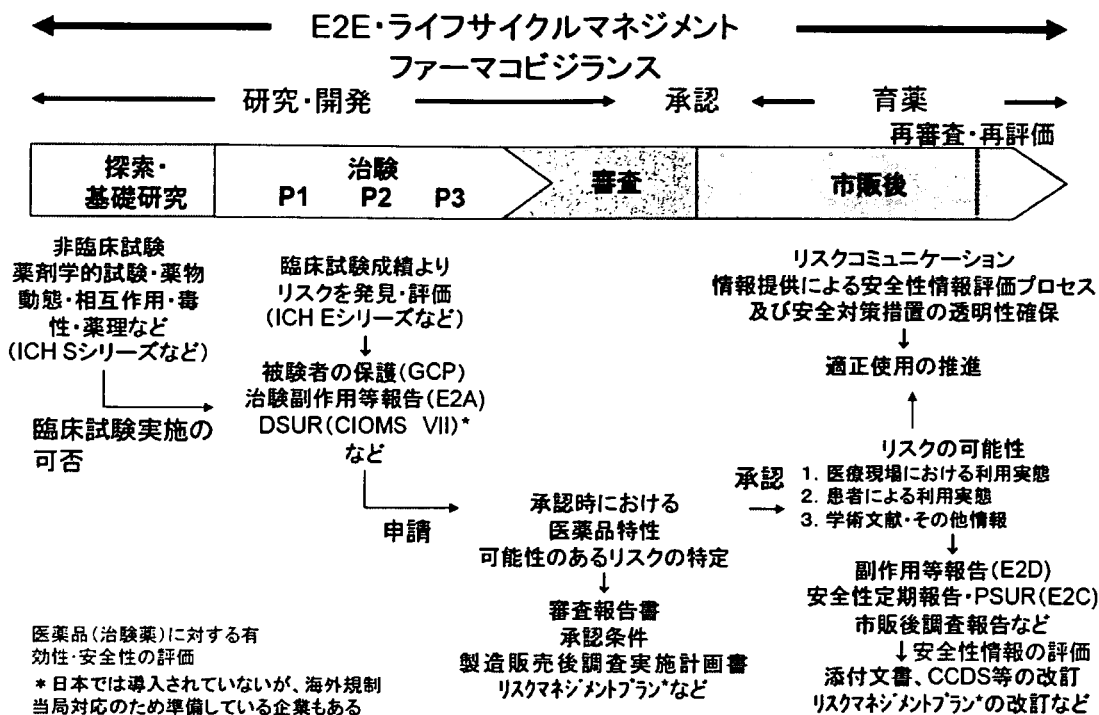 E2E・ライフサイクルマネジメント
ファーマコビジランス
研究・開発
承認
育薬
再審査・再評価
探索・
基礎研究
治験
P1 P2 P3
審査
市販後
非臨床試験
薬剤学的試験・薬物
動態・相互作用・毒
性・薬理など
(ICH Sシリーズなど)
臨床試験実施の
可否
臨床試験成績より
リスクを発見・評価
(ICH Eシリーズなど)
↓
被験者の保護(GCP)
治験副作用等報告(E2A)
DSUR(CIOMS VII)*
など
申請
承認時における
医薬品特性
可能性のあるリスクの特定
↓
審査報告書
承認条件
製造販売後調査実施計画書
リスクマネジメントプラン*など
承認
リスクコミュニケーション
情報提供による安全性情報評価プロセス
及び安全対策措置の透明性確保
↓
適正使用の推進
↑
リスクの可能性
1. 医療現場における利用実態
2. 患者による利用実態
3. 学術文献・その他情報
↓
副作用等報告(E2D)
安全性定期報告・PSUR(E2C)
市販後調査報告など
↓安全性情報の評価
添付文書、CCDS等の改訂
リスクマネジメントプラン*の改訂など
医薬品(治験薬)に対する有
効性・安全性の評価
* 日本では導入されていないが、海外規制
当局対応のため準備している企業もある